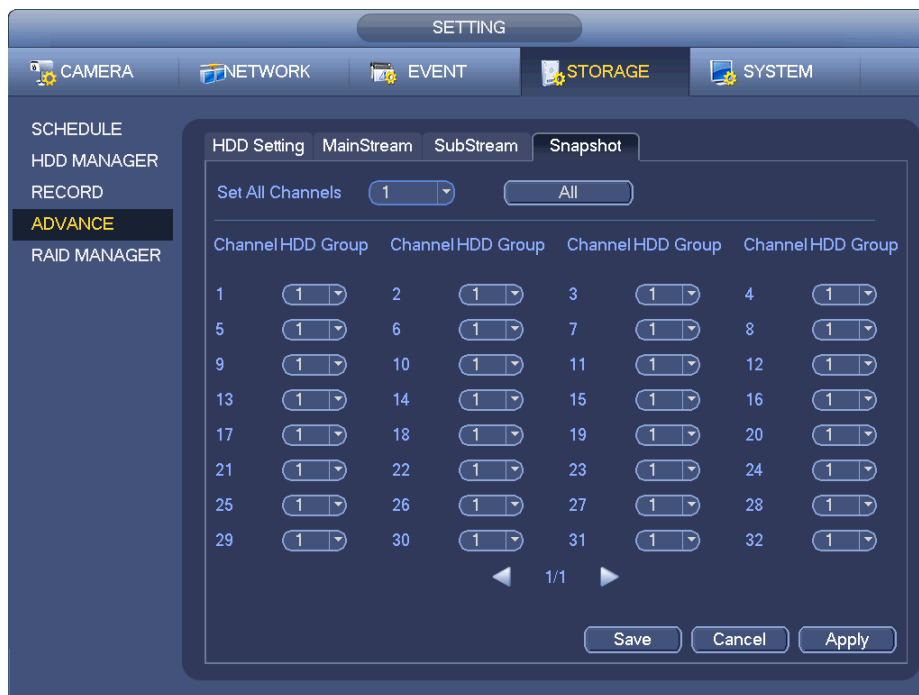 SETTING
CAMERA NETWORK EVENT STORAGE SYSTEM
SCHEDULE
HDD MANAGER
RECORD
ADVANCE
RAID MANAGER
HDD Setting MainStream SubStream Snapshot
Set All Channels 1 All
Channel HDD Group Channel HDD Group Channel HDD Group Channel HDD Group
1 1 2 1 3 1 4 1
5 1 6 1 7 1 8 1
9 1 10 1 11 1 12 1
13 1 14 1 15 1 16 1
17 1 18 1 19 1 20 1
21 1 22 1 23 1 24 1
25 1 26 1 27 1 28 1
29 1 30 1 31 1 32 1
1/1
Save Cancel Apply